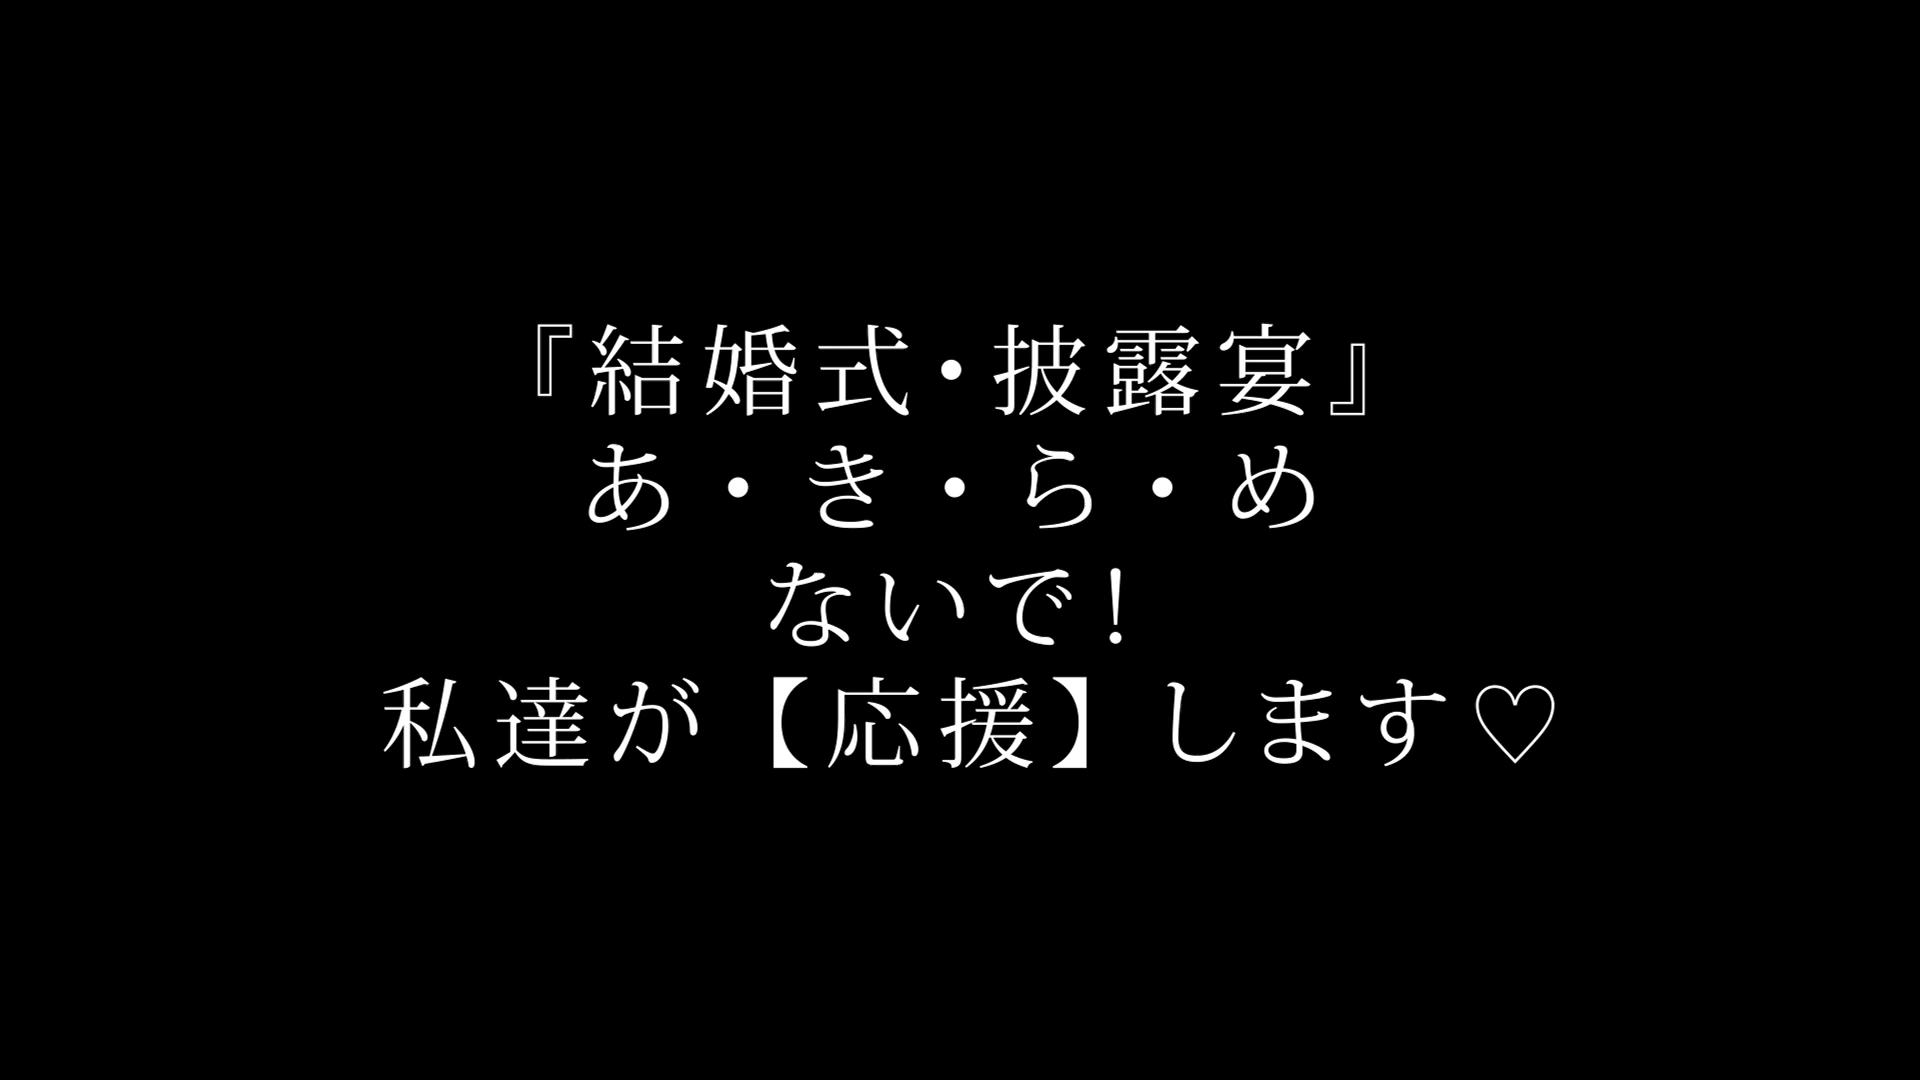 『結婚式・披露宴』
あ・き・ら・め
ないで！
私達が【応援】します♡